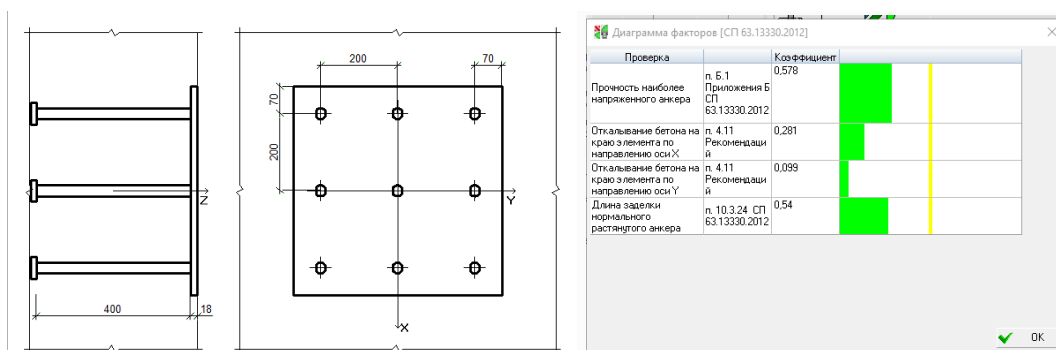 200
70
70
200
Z
Y
X
400
18
Диаграмма факторов [СП 63.13330.2012]
Проверка
Коэффициент
Прочность наиболее
напряженного анкера
п. Б.1
Приложения Б
СП
63.13330.2012
0,578
Откалывание бетона на
краю элемента по
направлению оси X
п. 4.11
Рекомендаци
й
0,281
Откалывание бетона на
краю элемента по
направлению оси Y
п. 4.11
Рекомендаци
й
0,099
Длина заделки
нормального
растянутого анкера
п. 10.3.24 СП
63.13330.2012
0,54
OK